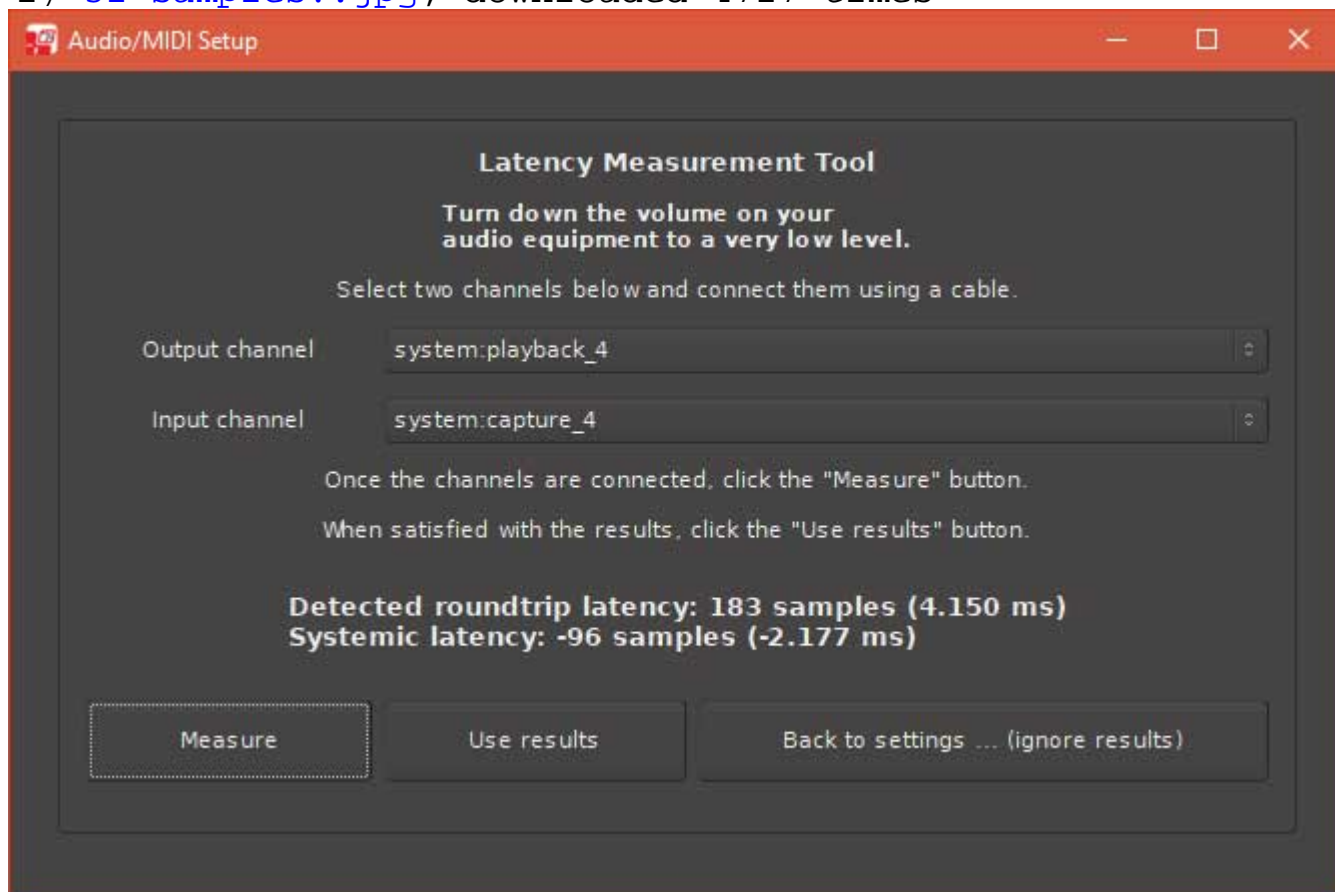 Audio/MIDI Setup
Latency Measurement Tool
Turn down the volume on your
audio equipment to a very low level.
Select two channels below and connect them using a cable.
Output channel system:playback_4
Input channel system:capture_4
Once the channels are connected, click the "Measure" button.
When satisfied with the results, click the "Use results" button.
Detected roundtrip latency: 183 samples (4.150 ms)
Systemic latency: -96 samples (-2.177 ms)
Measure Use results Back to settings ... (ignore results)